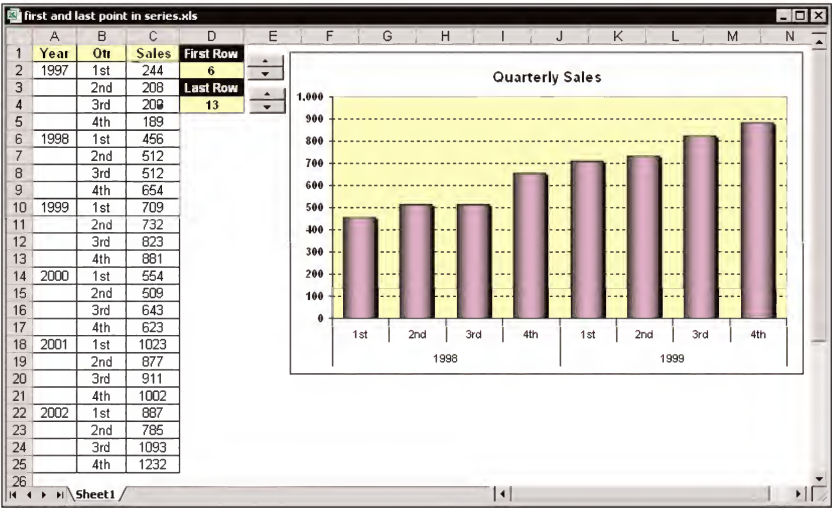 first and last point in series.xls
A B C D E F G H I J K L M N
1 Year Qtr Sales First Row
2 1997 1st 244 6
3 2nd 208 Last Row
4 3rd 13
5 4th 189
6 1998 1st 456
7 2nd 512
8 3rd 512
9 4th 654
10 1999 1st 709
11 2nd 732
12 3rd 823
13 4th 881
14 2000 1st 554
15 2nd 509
16 3rd 643
17 4th 623
18 2001 1st 1023
19 2nd 877
20 3rd 911
21 4th 1002
22 2002 1st 887
23 2nd 785
24 3rd 1093
25 4th 1232
26
Quarterly Sales
1,000
900
800
700
600
500
400
300
200
100
0
1st 2nd 3rd 4th 1st 2nd 3rd 4th
1998 1999
Sheet1